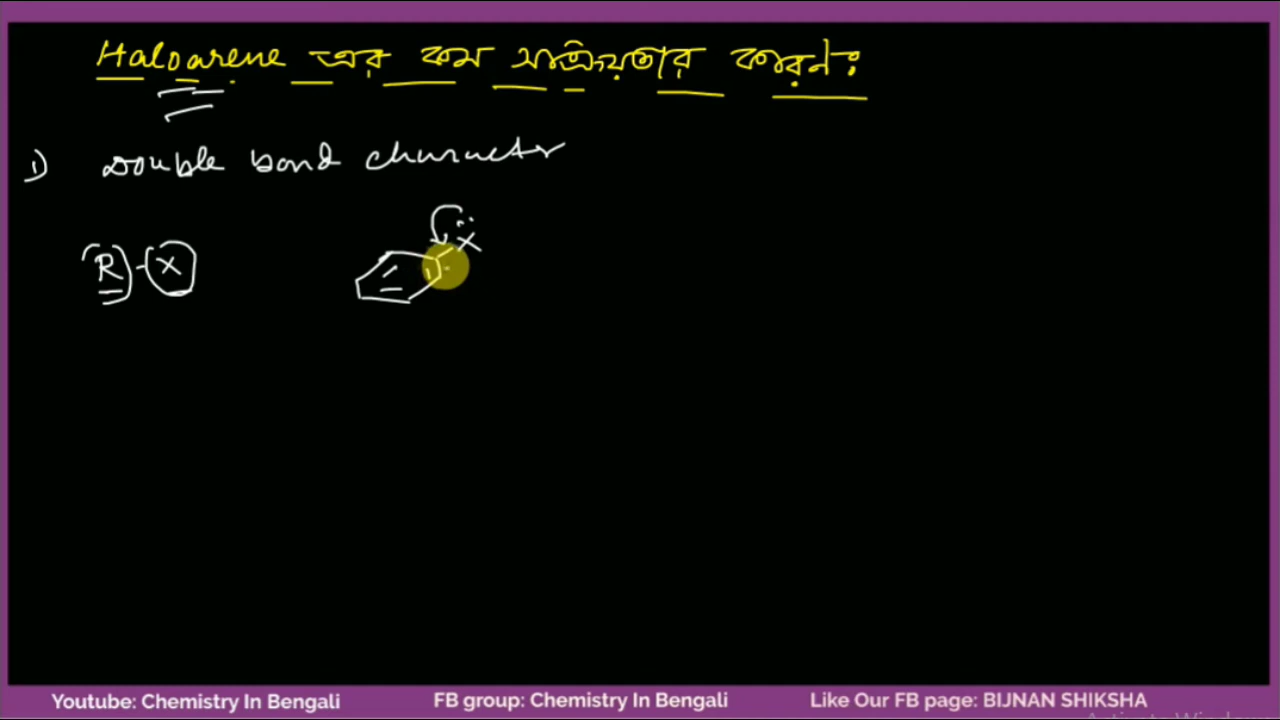 Haloarene এর কম সক্রিয়তার কারণঃ
1) Double bond character
R-X
X
Youtube: Chemistry In Bengali FB group: Chemistry In Bengali Like Our FB page: BIJNAN SHIKSHA